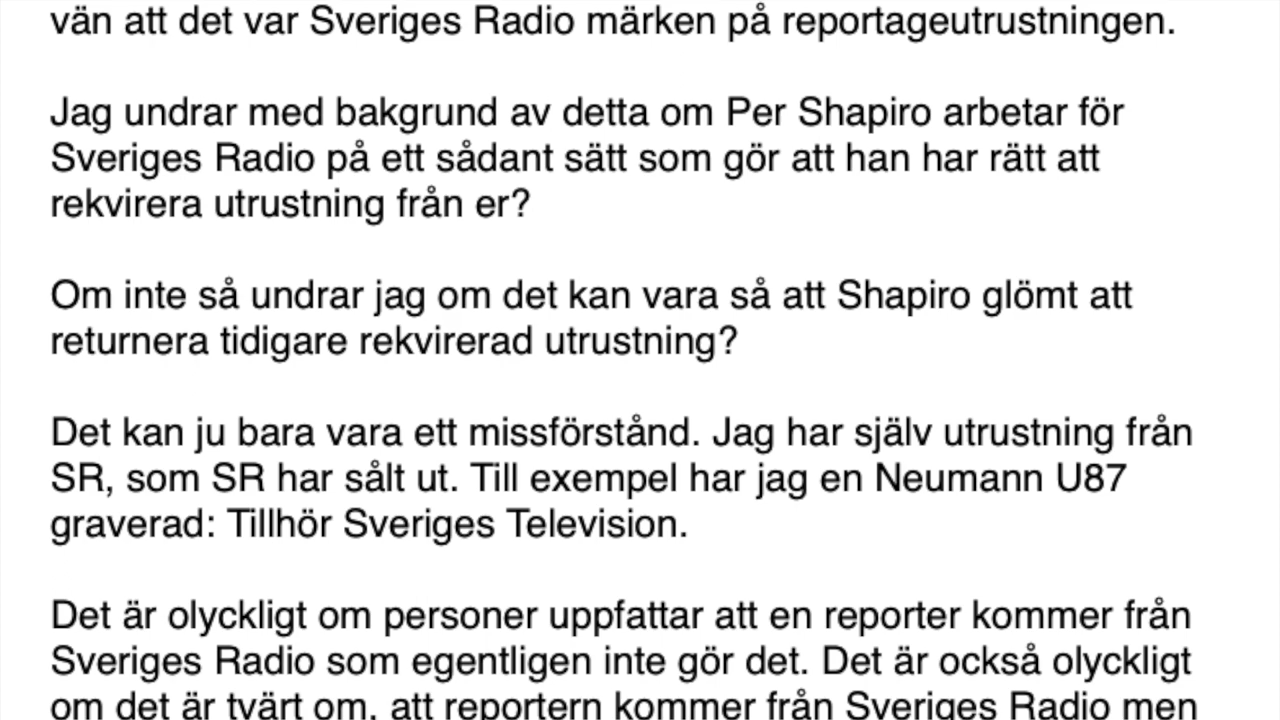 vän att det var Sveriges Radio märken på reportageutrustningen.
Jag undrar med bakgrund av detta om Per Shapiro arbetar för
Sveriges Radio på ett sådant sätt som gör att han har rätt att
rekvirera utrustning från er?
Om inte så undrar jag om det kan vara så att Shapiro glömt att
returnera tidigare rekvirerad utrustning?
Det kan ju bara vara ett missförstånd. Jag har själv utrustning från
SR, som SR har sålt ut. Till exempel har jag en Neumann U87
graverad: Tillhör Sveriges Television.
Det är olyckligt om personer uppfattar att en reporter kommer från
Sveriges Radio som egentligen inte gör det. Det är också olyckligt
om det är tvärt om, att reportern kommer från Sveriges Radio men